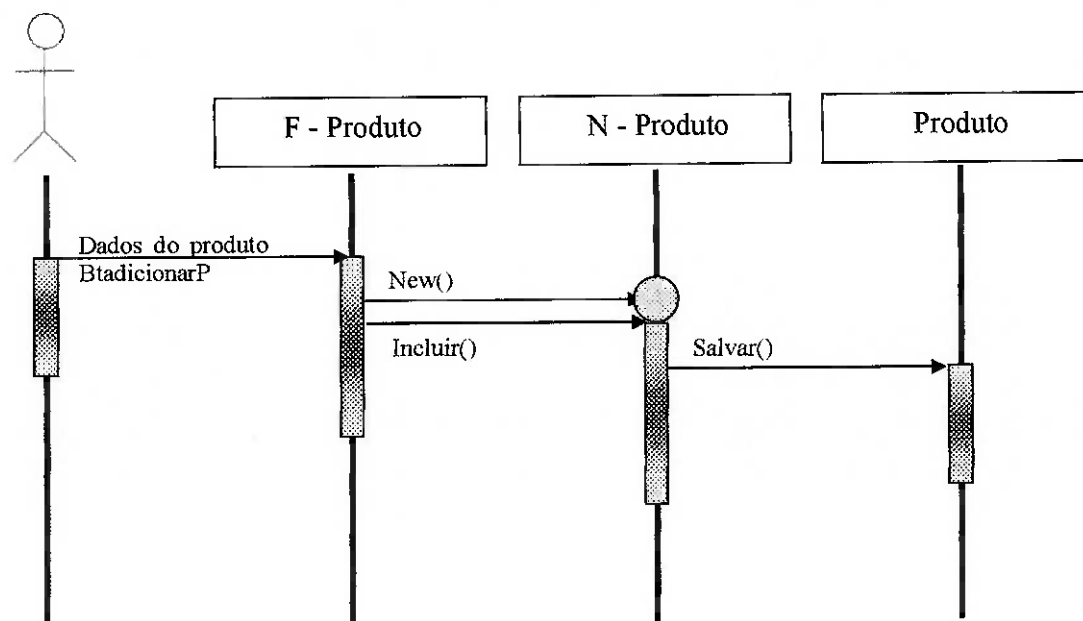 F - Produto
N - Produto
Produto
Dados do produto
BtadicionarP
New()
Incluir()
Salvar()